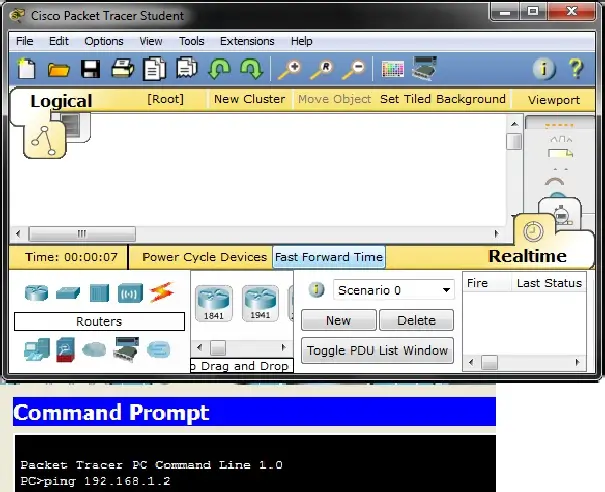 Cisco Packet Tracer Student
File Edit Options View Tools Extensions Help
Logical [Root] New Cluster Move Object Set Tiled Background Viewport
Time: 00:00:07 Power Cycle Devices Fast Forward Time Realtime
Scenario 0 Fire Last Status
1841 1941
Routers New Delete
Toggle PDU List Window
Drag and Drop
Command Prompt
Packet Tracer PC Command Line 1.0
PC>ping 192.168.1.2